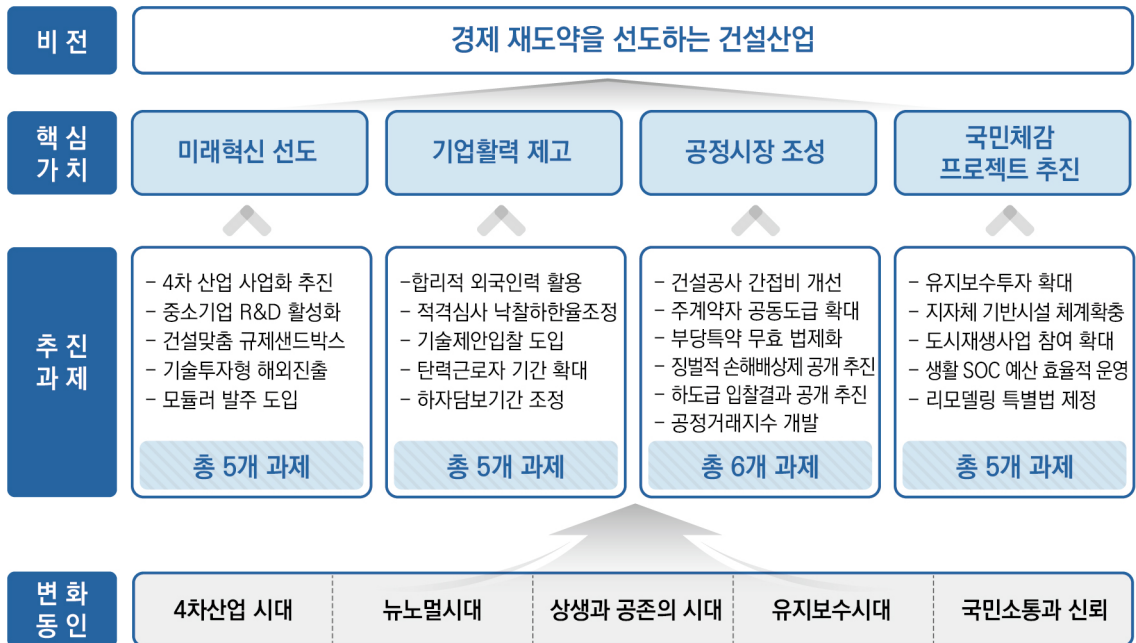 비 전
경제 재도약을 선도하는 건설산업
핵 심
가 치
미래혁신 선도
기업활력 제고
공정시장 조성
국민체감
프로젝트 추진
추 진
과 제
- 4차 산업 사업화 추진
- 중소기업 R&D 활성화
- 건설맞춤 규제샌드박스
- 기술투자형 해외진출
- 모듈러 발주 도입
총 5개 과제
-합리적 외국인력 활용
- 적격심사 낙찰하한율조정
- 기술제안입찰 도입
- 탄력근로자 기간 확대
- 하자담보기간 조정
총 5개 과제
- 건설공사 간접비 개선
- 주계약자 공동도급 확대
- 부당특약 무효 법제화
- 징벌적 손해배상제 공개 추진
- 하도급 입찰결과 공개 추진
- 공정거래지수 개발
총 6개 과제
- 유지보수투자 확대
- 지자체 기반시설 체계확충
- 도시재생사업 참여 확대
- 생활 SOC 예산 효율적 운영
- 리모델링 특별법 제정
총 5개 과제
변 화
동 인
4차산업 시대
뉴노멀시대
상생과 공존의 시대
유지보수시대
국민소통과 신뢰